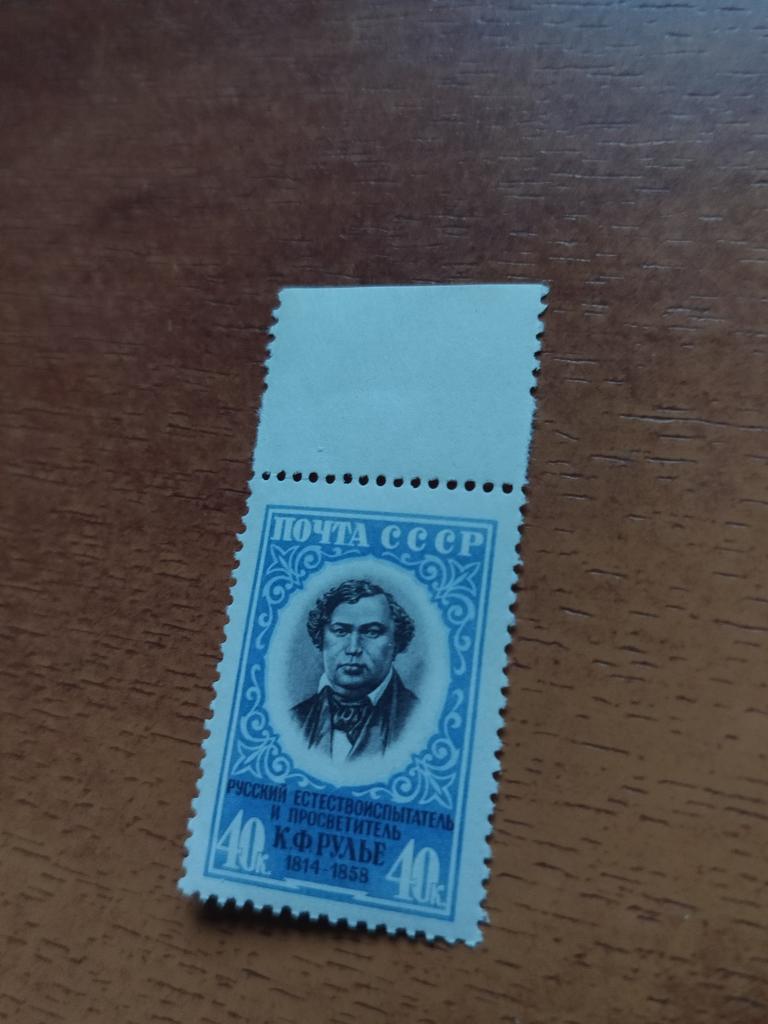 ПОЧТА СССР
РУССКИЙ ЕСТЕСТВОИСПЫТАТЕЛЬ
И ПРОСВЕТИТЕЛЬ
К.Ф РУЛЬЕ
1814-1858
40К. 40К.